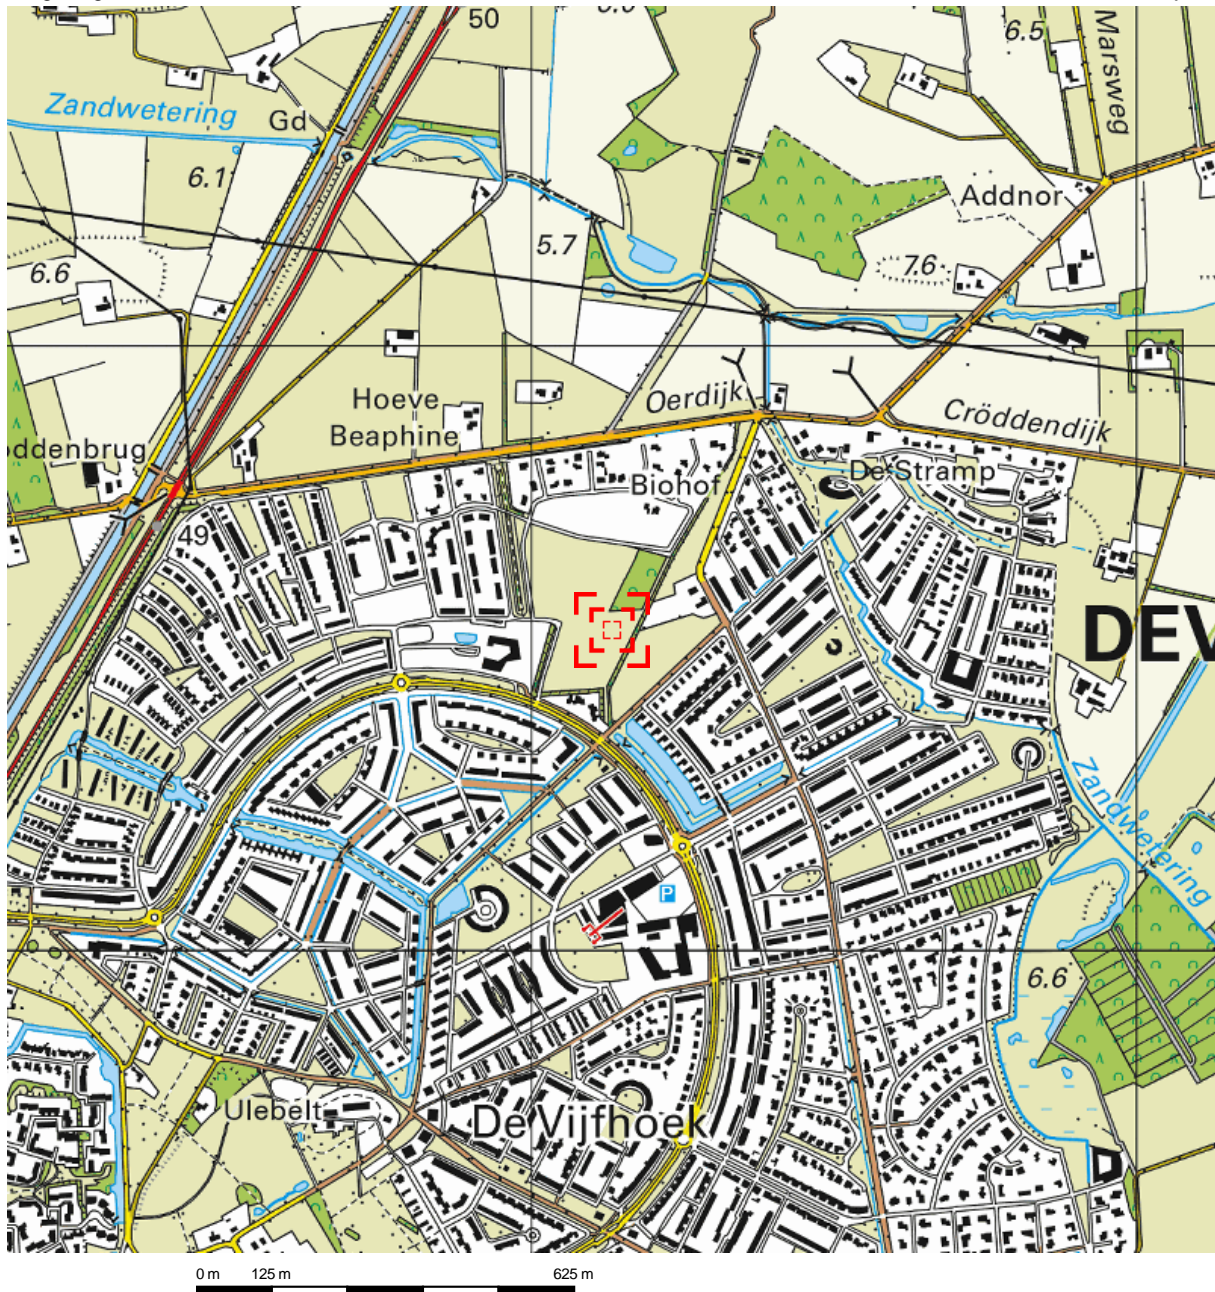 50
6.5
Marsweg
Zandwetering
Gd
6.1
Addnor
5.7
6.6
7.6
Hoeve
Beaphine
Oerdijk
Cröddendijk
ddenbrug
Biohof
De Stramp
49
DEV
Zandwetering
P
6.6
Ulebelt
De Vijfhoek
0 m 125 m 625 m